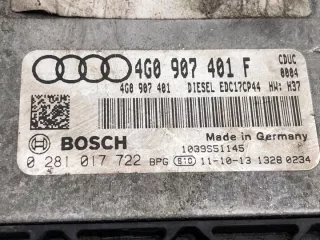 4G0 907 401 F
CDUC
0004
4G0 907 401 DIESEL EDC17CP44 HW: H37
Made in Germany
BOSCH
1039S51145
0 281 017 722 BPG 11-10-13 1328 0234